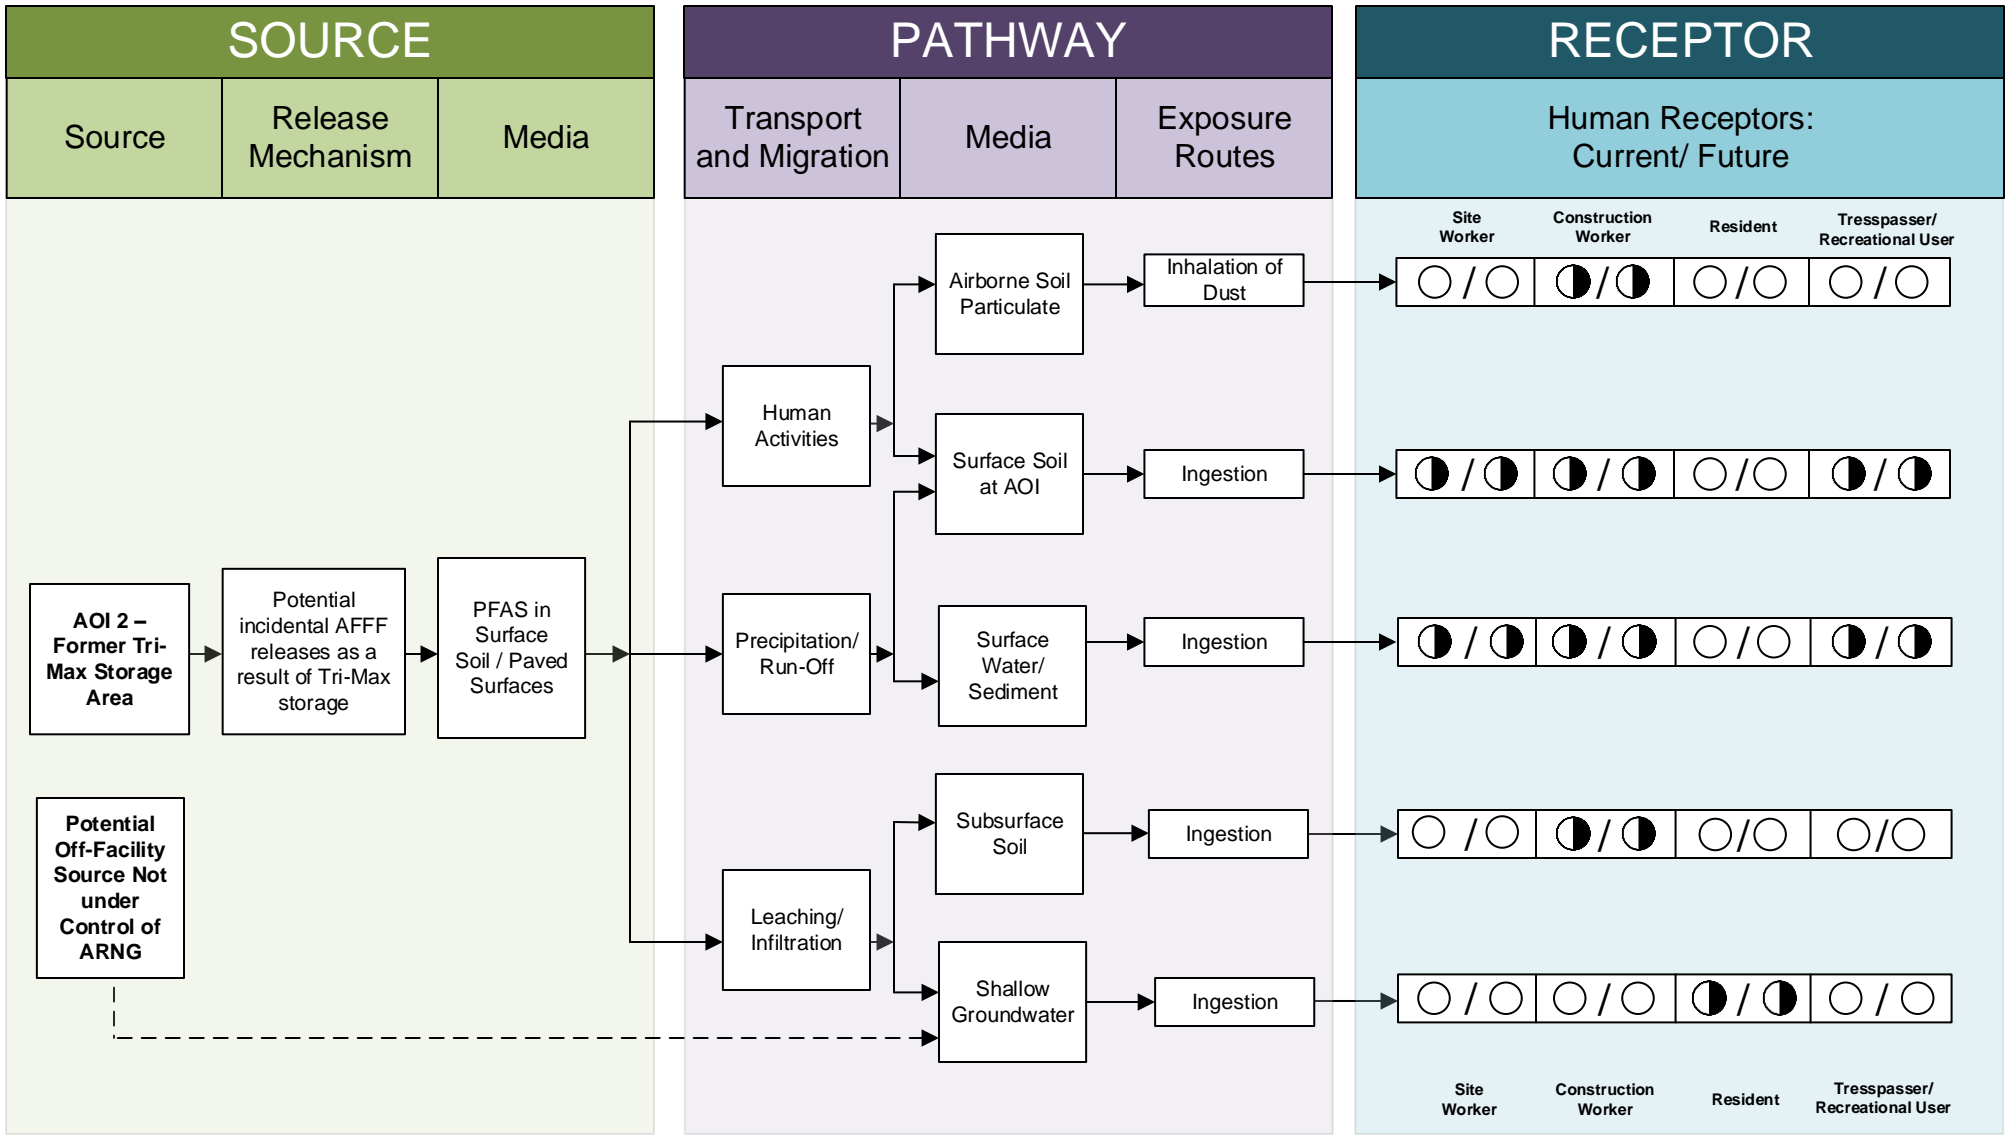 SOURCE
PATHWAY
RECEPTOR
Source
Release
Mechanism
Media
Transport
and Migration
Media
Exposure
Routes
Human Receptors:
Current/ Future
Site
Worker
Construction
Worker
Resident
Tresspasser/
Recreational User
Airborne Soil
Particulate
Inhalation of
Dust
/
/
/
/
Human
Activities
Surface Soil
at AOI
Ingestion
/
/
/
/
AOI 2 –
Former Tri-
Max Storage
Area
Potential
incidental AFFF
releases as a
result of Tri-Max
storage
PFAS in
Surface
Soil / Paved
Surfaces
Precipitation/
Run-Off
Surface
Water/
Sediment
Ingestion
/
/
/
/
Potential
Off-Facility
Source Not
under
Control of
ARNG
Leaching/
Infiltration
Subsurface
Soil
Ingestion
/
/
/
/
Shallow
Groundwater
Ingestion
/
/
/
/
Site
Worker
Construction
Worker
Resident
Tresspasser/
Recreational User